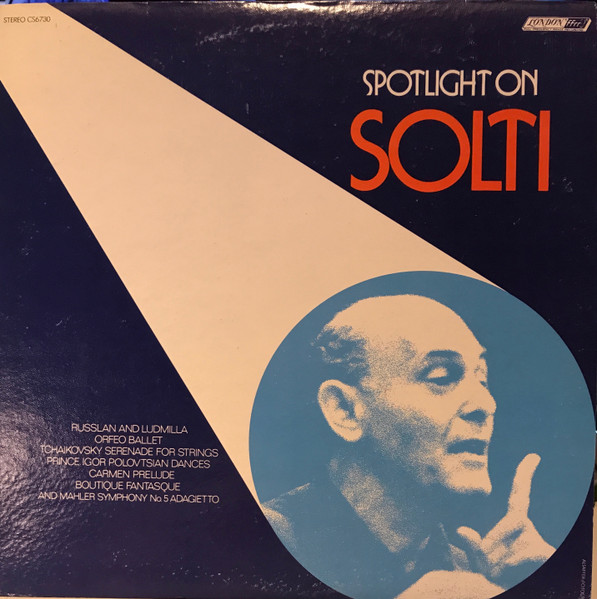 STEREO CS6730
LONDON ffrr
SPOTLIGHT ON
SOLTI
RUSSLAN AND LUDMILLA
ORFEO BALLET
TCHAIKOVSKY SERENADE FOR STRINGS
PRINCE IGOR POLOVTSIAN DANCES
CARMEN PRELUDE
BOUTIQUE FANTASQUE
AND MAHLER SYMPHONY No 5 ADAGIETTO